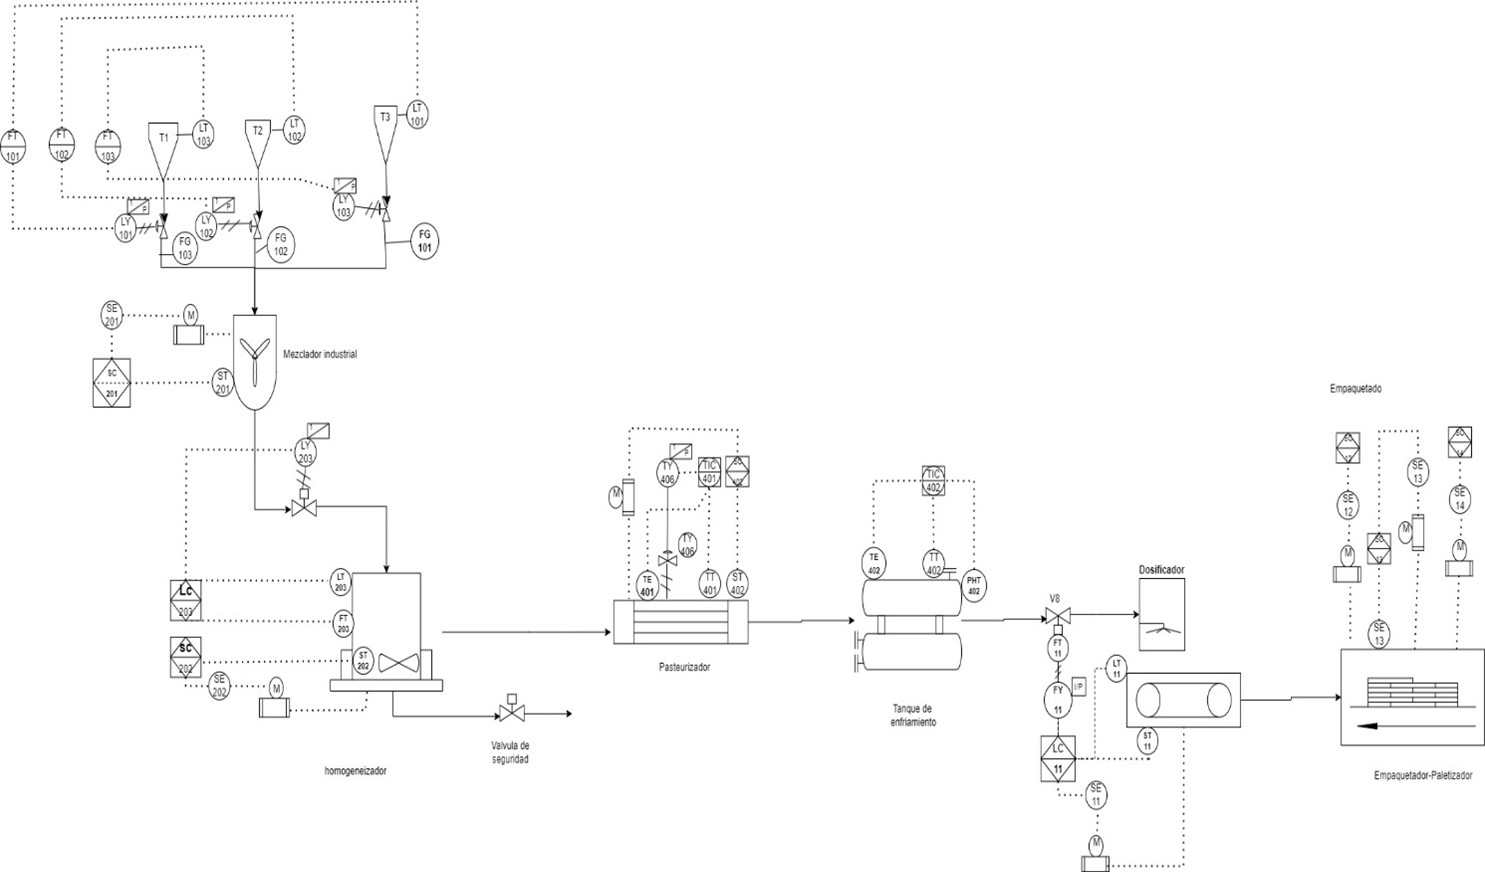 LT
101
LT
102
LT
103
T1
T2
T3
FT
101
FT
102
FT
103
P
LY
101
P
LY
102
P
LY
103
FG
103
FG
102
FG
101
SE
201
M
SC
201
ST
201
Mezclador industrial
LY
203
LT
203
Lc
203
FT
203
SC
202
ST
202
SE
202
M
Valvula de
seguridad
homogeneizador
M
TY
406
P
TIC
401
SC
402
TY
406
TE
401
TT
401
ST
402
Pasteurizador
TIC
402
TE
402
TT
402
PHT
402
Tanque de
enfriamiento
V8
Dosificador
FT
11
FY
11
I/P
LC
11
LT
11
ST
11
SE
11
M
Empaquetado
SC
12
SE
12
M
SE
13
M
SC
13
SE
13
SC
14
SE
14
M
Empaquetador-Paletizador